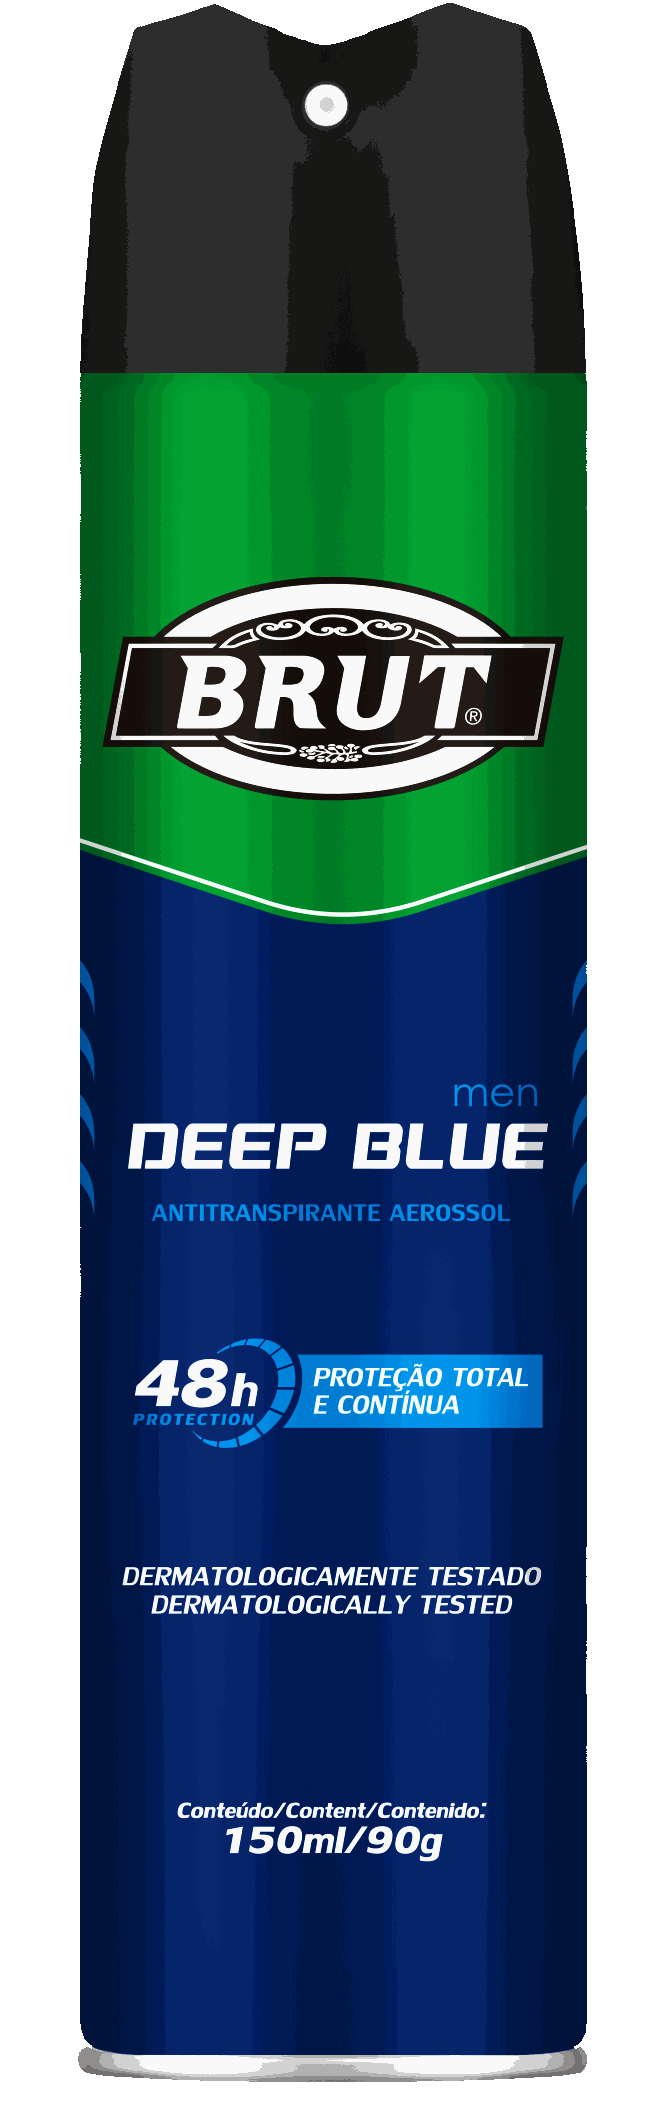 BRUT®
men
DEEP BLUE
ANTITRANSPIRANTE AEROSSOL
48h
PROTECTION
PROTEÇÃO TOTAL
E CONTÍNUA
DERMATOLOGICAMENTE TESTADO
DERMATOLOGICALLY TESTED
Conteúdo/Content/Contenido:
150ml/90g